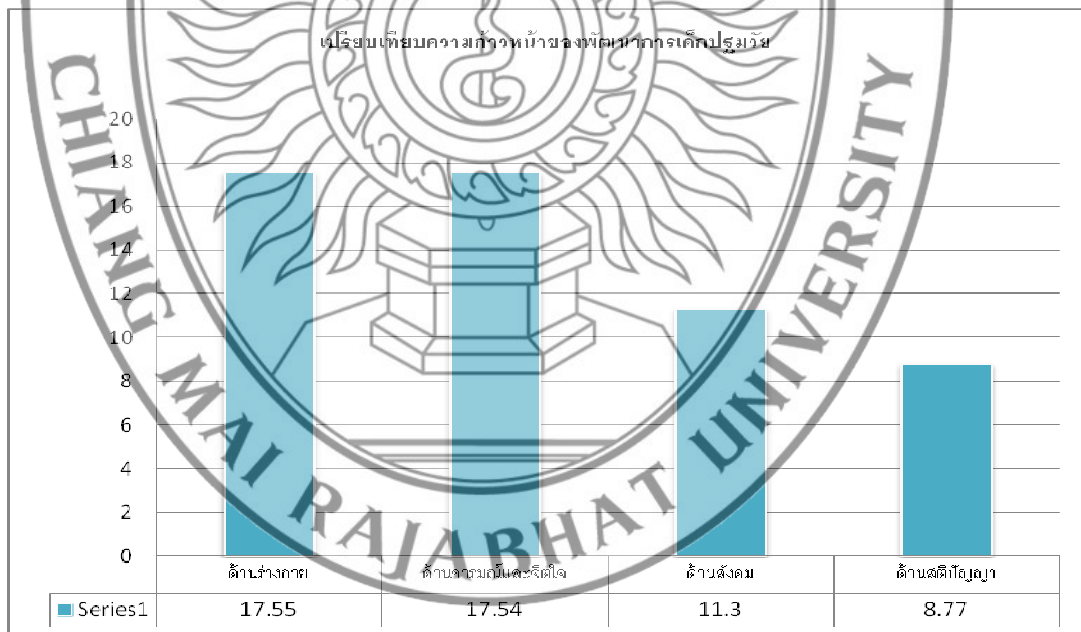 เปรียบเทียบความก้าวหน้าของพัฒนาการเด็กปฐมวัย
CHIANG MAI RAJABHAT UNIVERSITY
20
18
16
14
12
10
8
6
4
2
0
ด้านร่างกาย ด้านอารมณ์และจิตใจ ด้านสังคม ด้านสติปัญญา
Series1 17.55 17.54 11.3 8.77